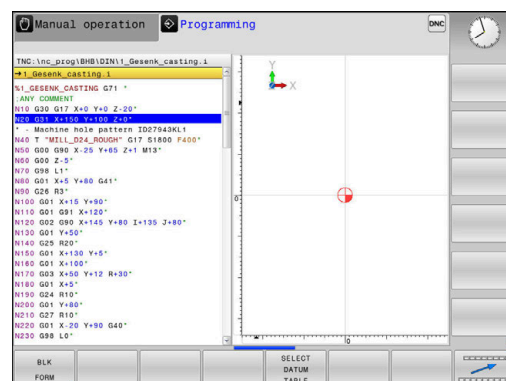 Manual operation
Programming
DNC
TNC:\nc_prog\BHB\DIN\1_Gesenk_casting.i
→1_Gesenk_casting.i
%1_GESENK_CASTING G71 *
;ANY COMMENT
N10 G30 G17 X+0 Y+0 Z-20*
N20 G31 X+150 Y+100 Z+0*
* - Machine hole pattern ID27943KL1
N40 T "MILL_D24_ROUGH" G17 S1800 F400*
N50 G00 G90 X-25 Y+65 Z+1 M13*
N60 G00 Z-5*
N70 G98 L1*
N80 G01 X+5 Y+80 G41*
N90 G26 R3*
N100 G01 X+15 Y+90*
N110 G01 G91 X+120*
N120 G02 G90 X+145 Y+80 I+135 J+80*
N130 G01 Y+50*
N140 G25 R20*
N150 G01 X+130 Y+5*
N160 G01 X+100*
N170 G03 X+50 Y+12 R+30*
N180 G01 X+5*
N190 G24 R10*
N200 G01 Y+80*
N210 G27 R10*
N220 G01 X-20 Y+90 G40*
N230 G98 L0*
Y
X
0
0
BLK
FORM
SELECT
DATUM
TABLE